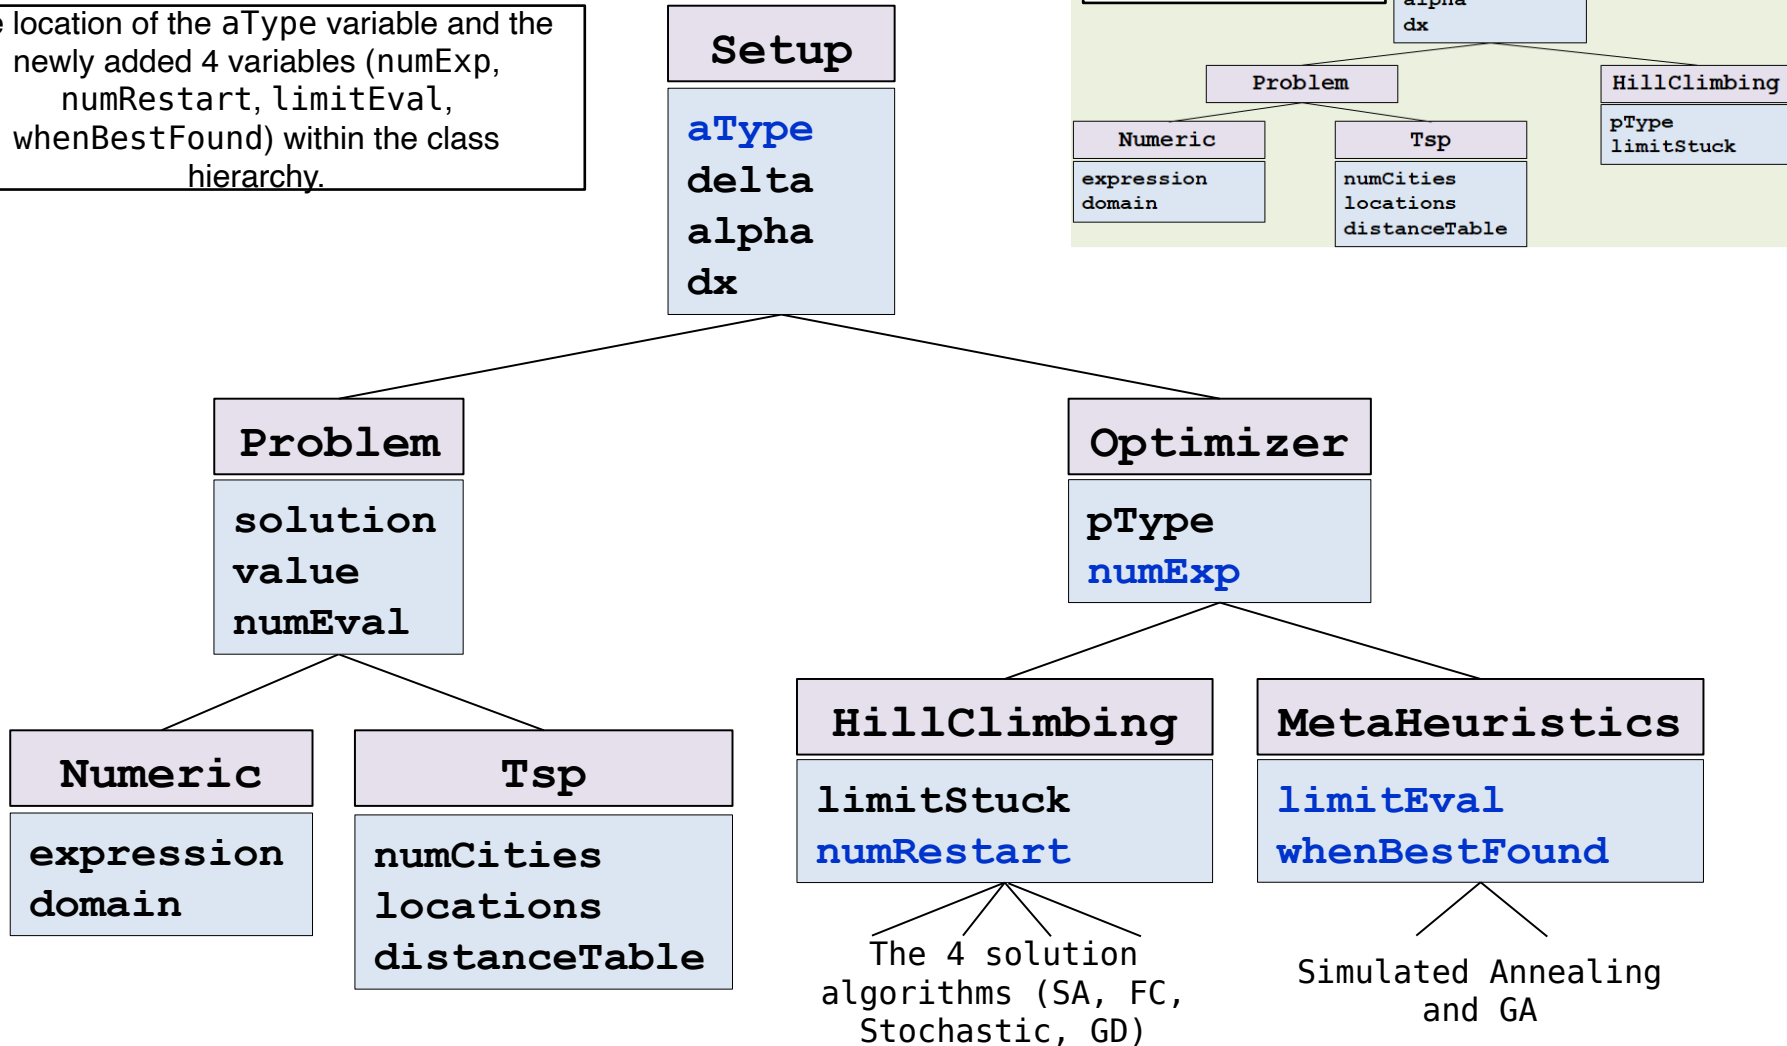 location of the aType variable and the
newly added 4 variables (numExp,
numRestart, limitEval,
whenBestFound) within the class
hierarchy.
Setup
aType
delta
alpha
dx
alpha
dx
Problem
HillClimbing
pType
limitStuck
Numeric
expression
domain
Tsp
numCities
locations
distanceTable
Problem
solution
value
numEval
Optimizer
pType
numExp
Numeric
expression
domain
Tsp
numCities
locations
distanceTable
HillClimbing
limitStuck
numRestart
MetaHeuristics
limitEval
whenBestFound
The 4 solution
algorithms (SA, FC,
Stochastic, GD)
Simulated Annealing
and GA